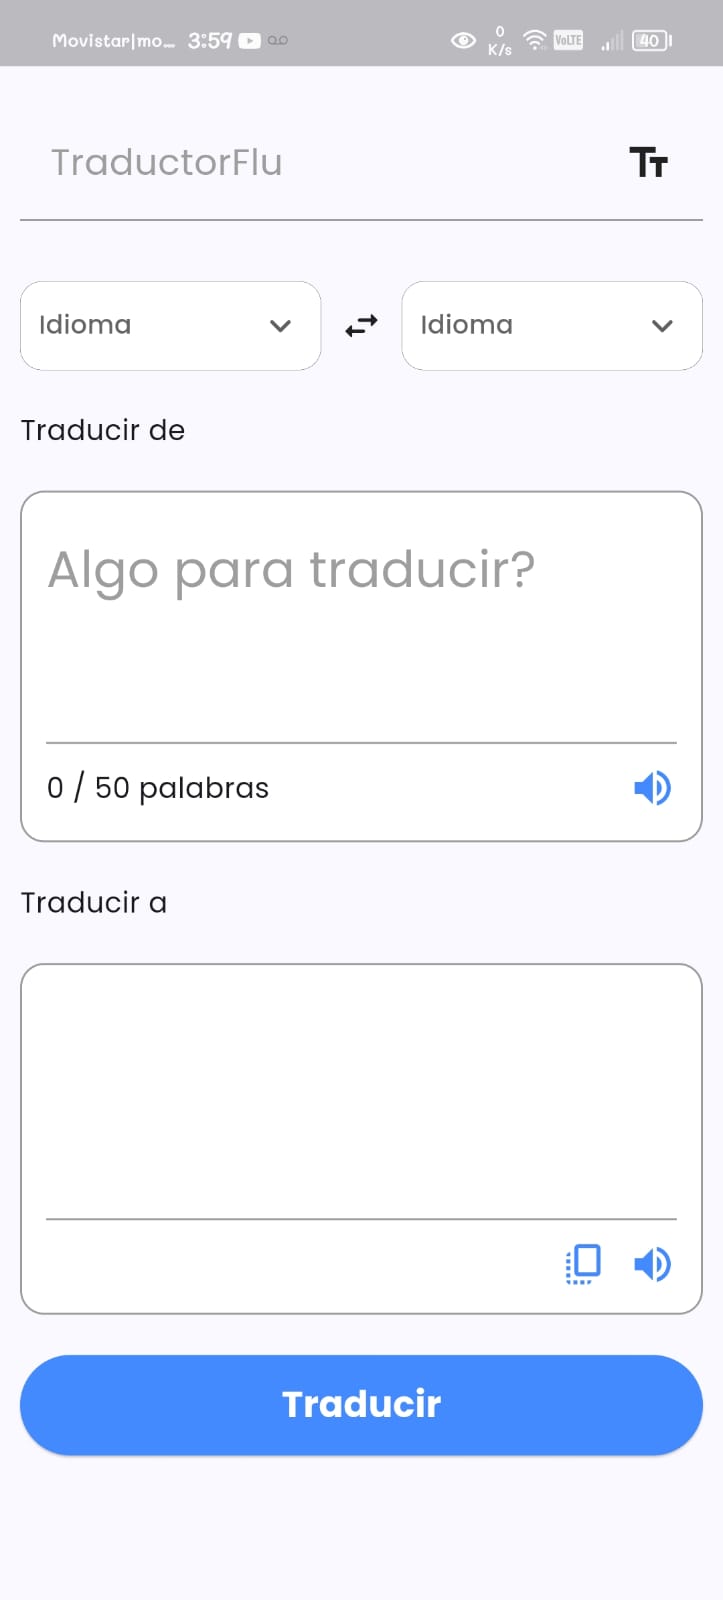 Movistar|mo... 3:59 0 K/s VoLTE 40
TraductorFlu
Idioma Idioma
Traducir de
Algo para traducir?
0 / 50 palabras
Traducir a
Traducir